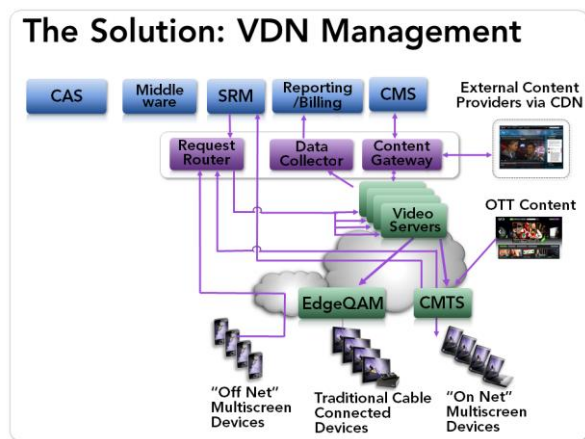 The Solution: VDN Management
CAS
Middle
ware
SRM
Reporting
/Billing
CMS
External Content
Providers via CDN
Request
Router
Data
Collector
Content
Gateway
Video
Servers
OTT Content
EdgeQAM
CMTS
"Off Net"
Multiscreen
Devices
Traditional Cable
Connected
Devices
"On Net"
Multiscreen
Devices